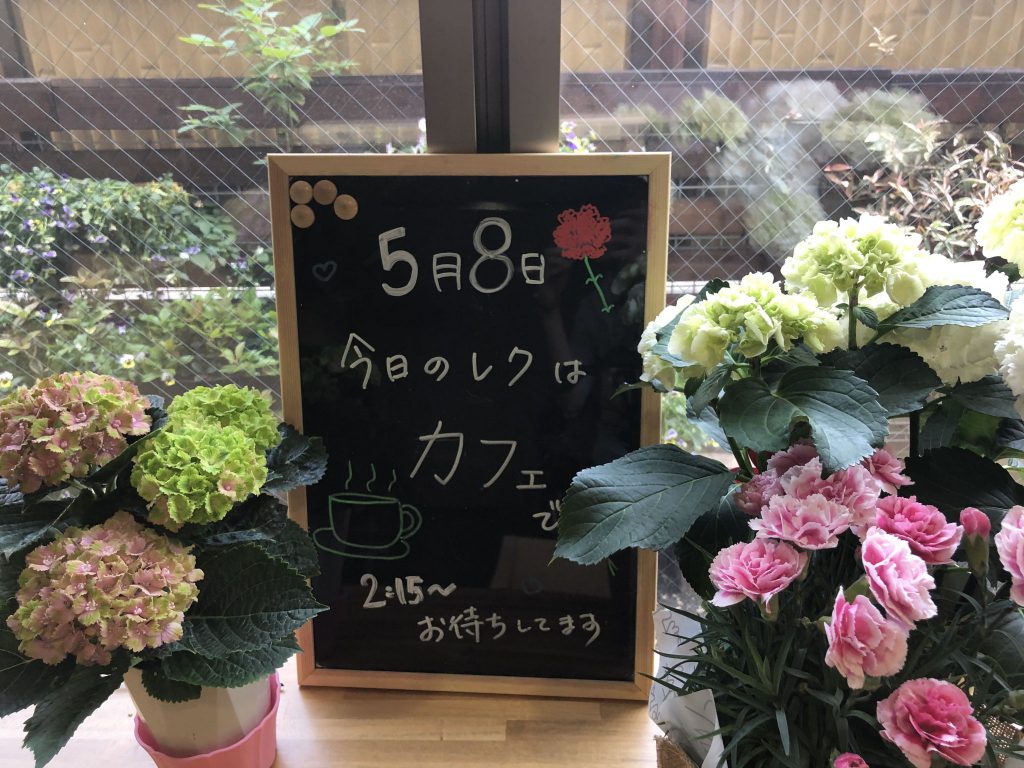 5月8日
今日のレクは
カフェ
で
2:15～
お待ちしてます